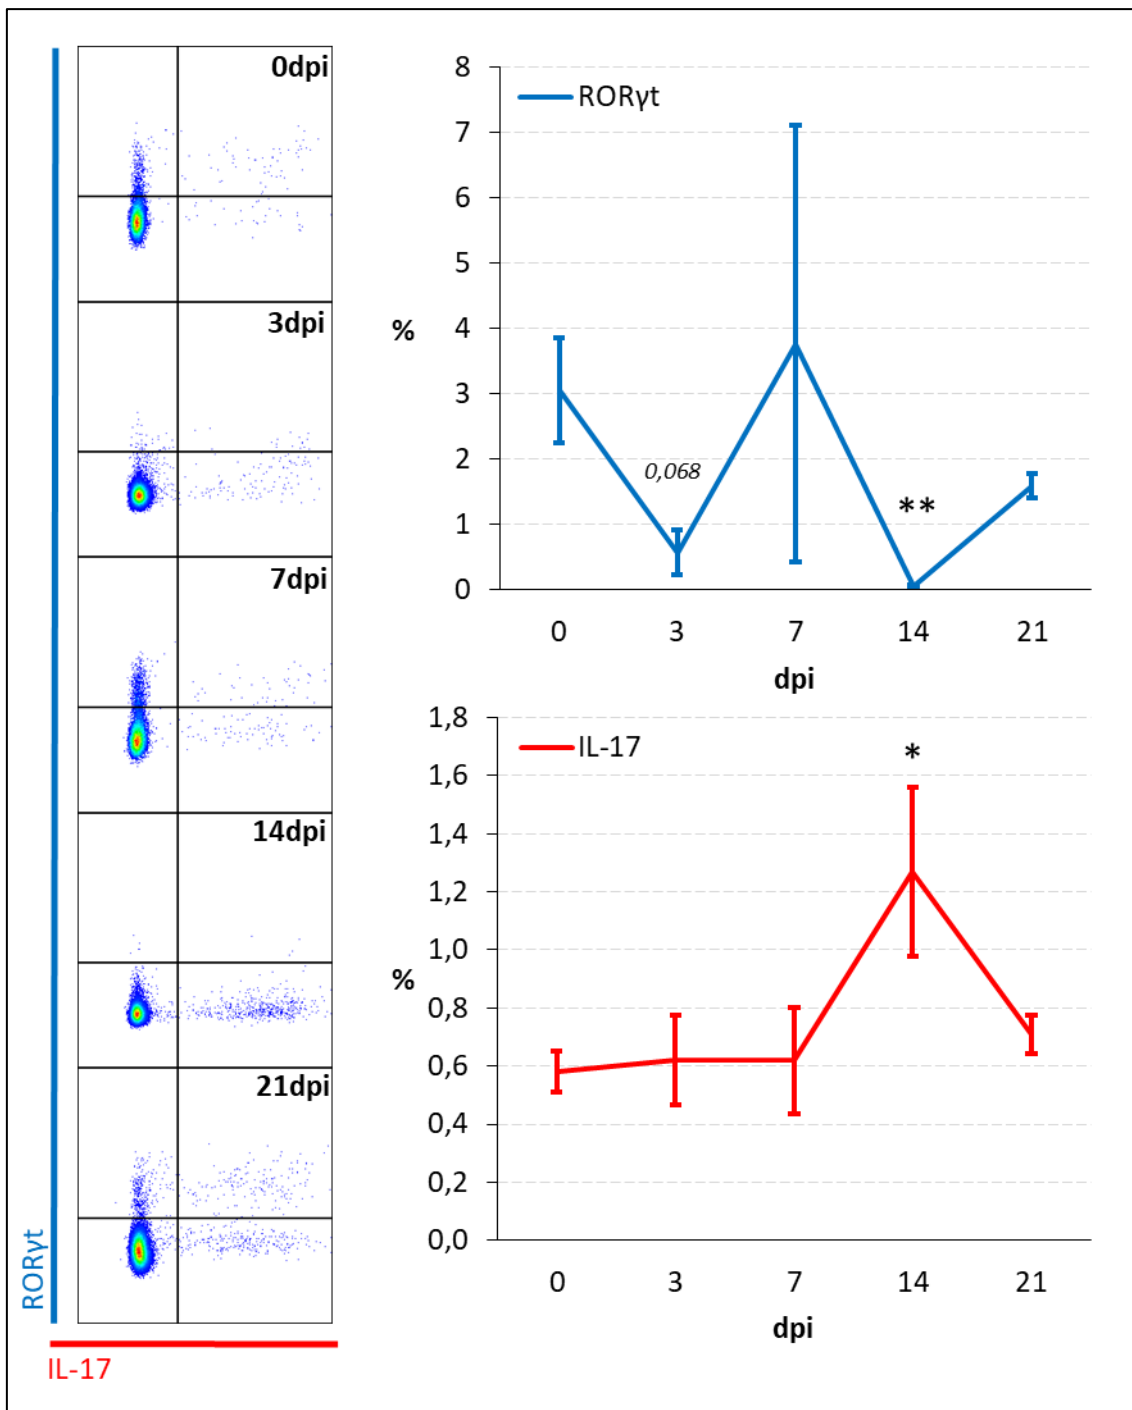 0dpi
3dpi
7dpi
14dpi
21dpi
RORγt
IL-17
RORγt
8
7
6
5
4
3
2
1
0
%
0,068
**
0 3 7 14 21
dpi
IL-17
1,8
1,6
1,4
1,2
1,0
0,8
0,6
0,4
0,2
0,0
%
*
0 3 7 14 21
dpi